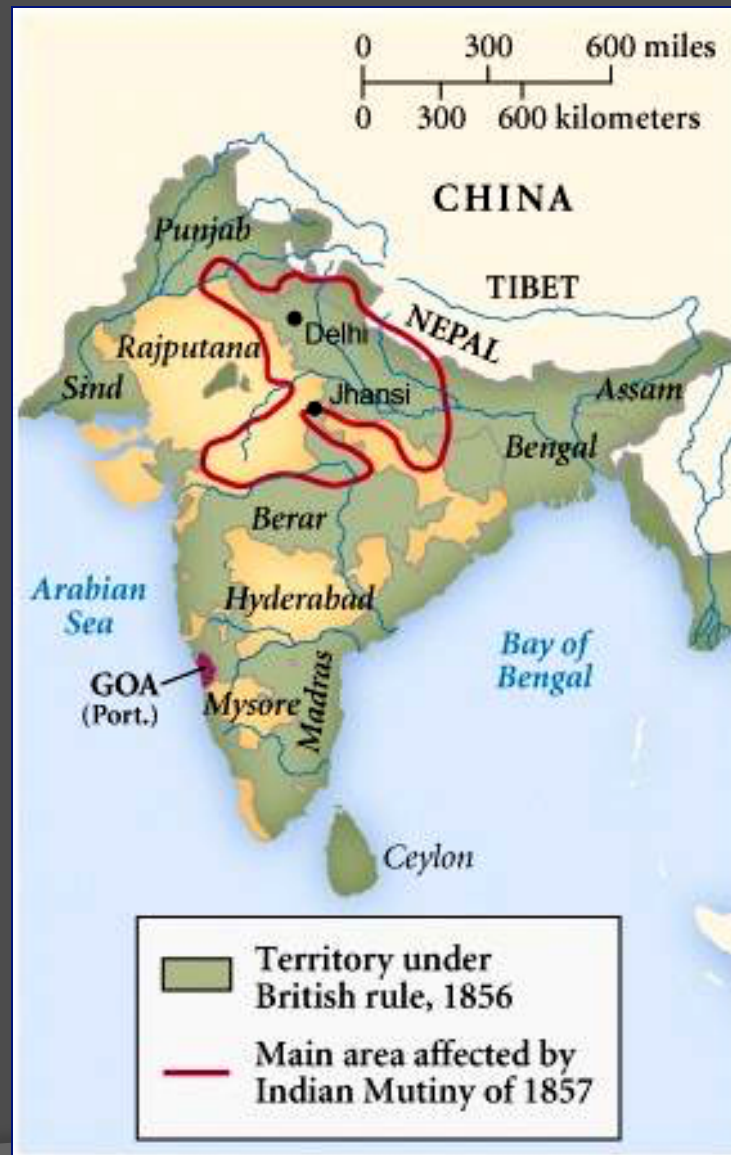 0 300 600 miles
0 300 600 kilometers
CHINA
Punjab
TIBET
NEPAL
Delhi
Rajputana
Sind
Jhansi
Assam
Bengal
Berar
Arabian
Sea
Hyderabad
Bay of
Bengal
GOA
(Port.)
Mysore
Madras
Ceylon
Territory under
British rule, 1856
Main area affected by
Indian Mutiny of 1857